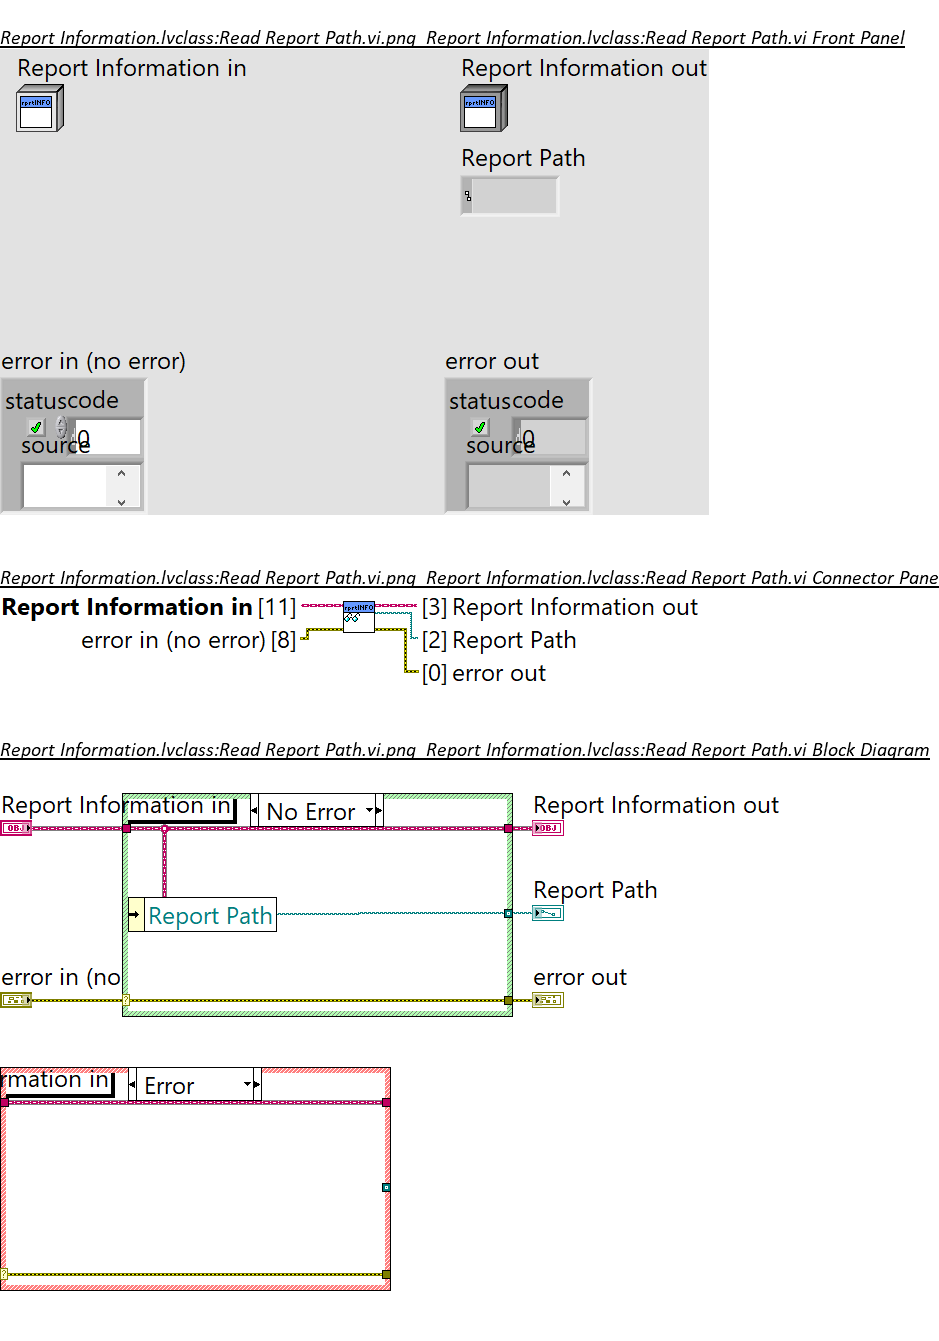 Report Information.lvclass:Read Report Path.vi.png Report Information.lvclass:Read Report Path.vi Front Panel
Report Information in
Report Information out
rprtINFO
rprtINFO
Report Path
error in (no error)
error out
status code
status code
0
0
source
source
Report Information.lvclass:Read Report Path.vi.png Report Information.lvclass:Read Report Path.vi Connector Pane
Report Information in [11]
rprtINFO
[3] Report Information out
error in (no error) [8]
[2] Report Path
[0] error out
Report Information.lvclass:Read Report Path.vi.png Report Information.lvclass:Read Report Path.vi Block Diagram
Report Information in
No Error
Report Information out
OBJ
OBJ
Report Path
Report Path
error in (no
error out
?
rmation in
Error
?